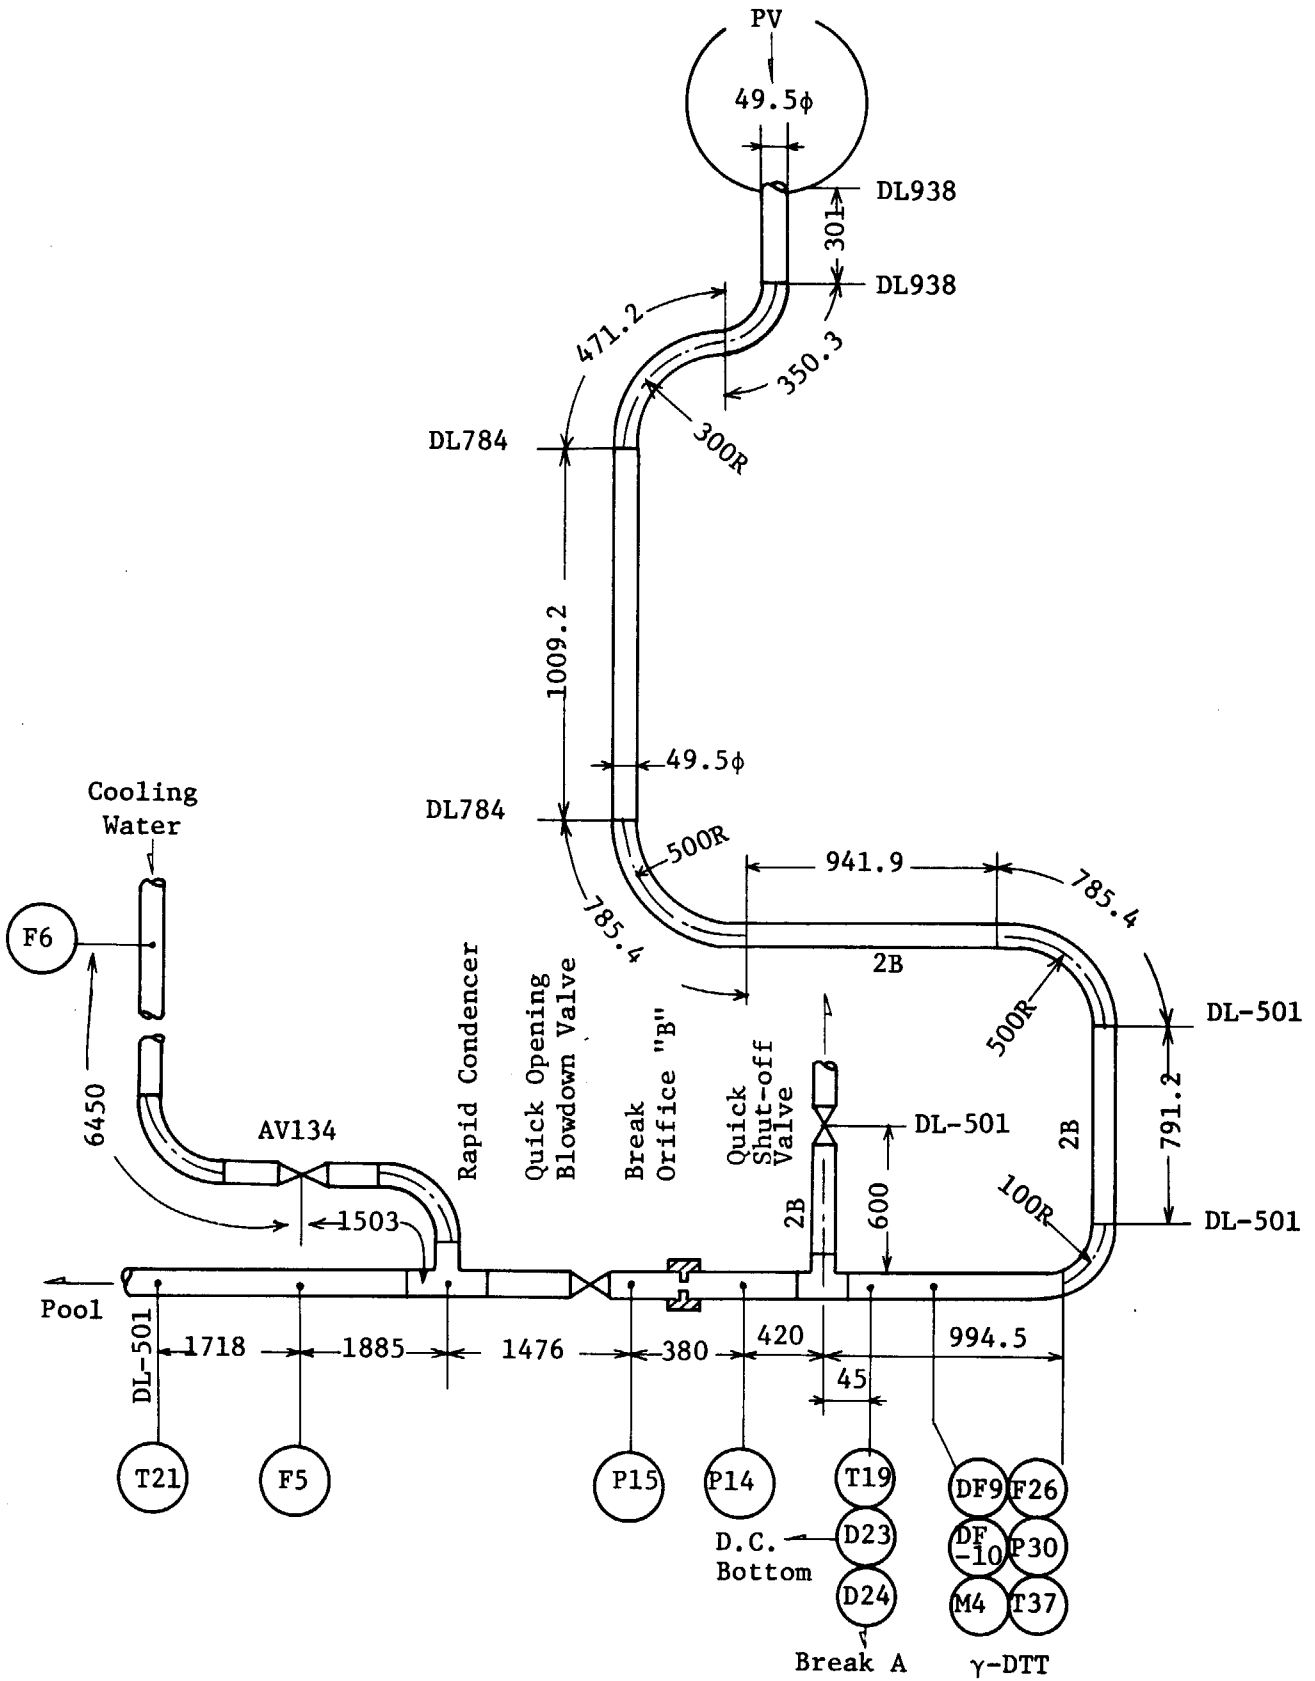 PV
49.5φ
DL938
301
DL938
471.2
350.3
300R
DL784
1009.2
49.5φ
DL784
500R
785.4
941.9
785.4
2B
500R
DL-501
791.2
2B
DL-501
100R
Cooling
Water
F6
6450
AV134
1503
Rapid Condencer
Quick Opening
Blowdown Valve
Break
Orifice "B"
Quick
Shut-off
Valve
DL-501
2B
600
Pool
DL-501
1718
1885
1476
380
420
994.5
45
T21
F5
P15
P14
T19
D23
D24
D.C.
Bottom
Break A
DF9
F26
DF
-10
P30
M4
T37
γ-DTT